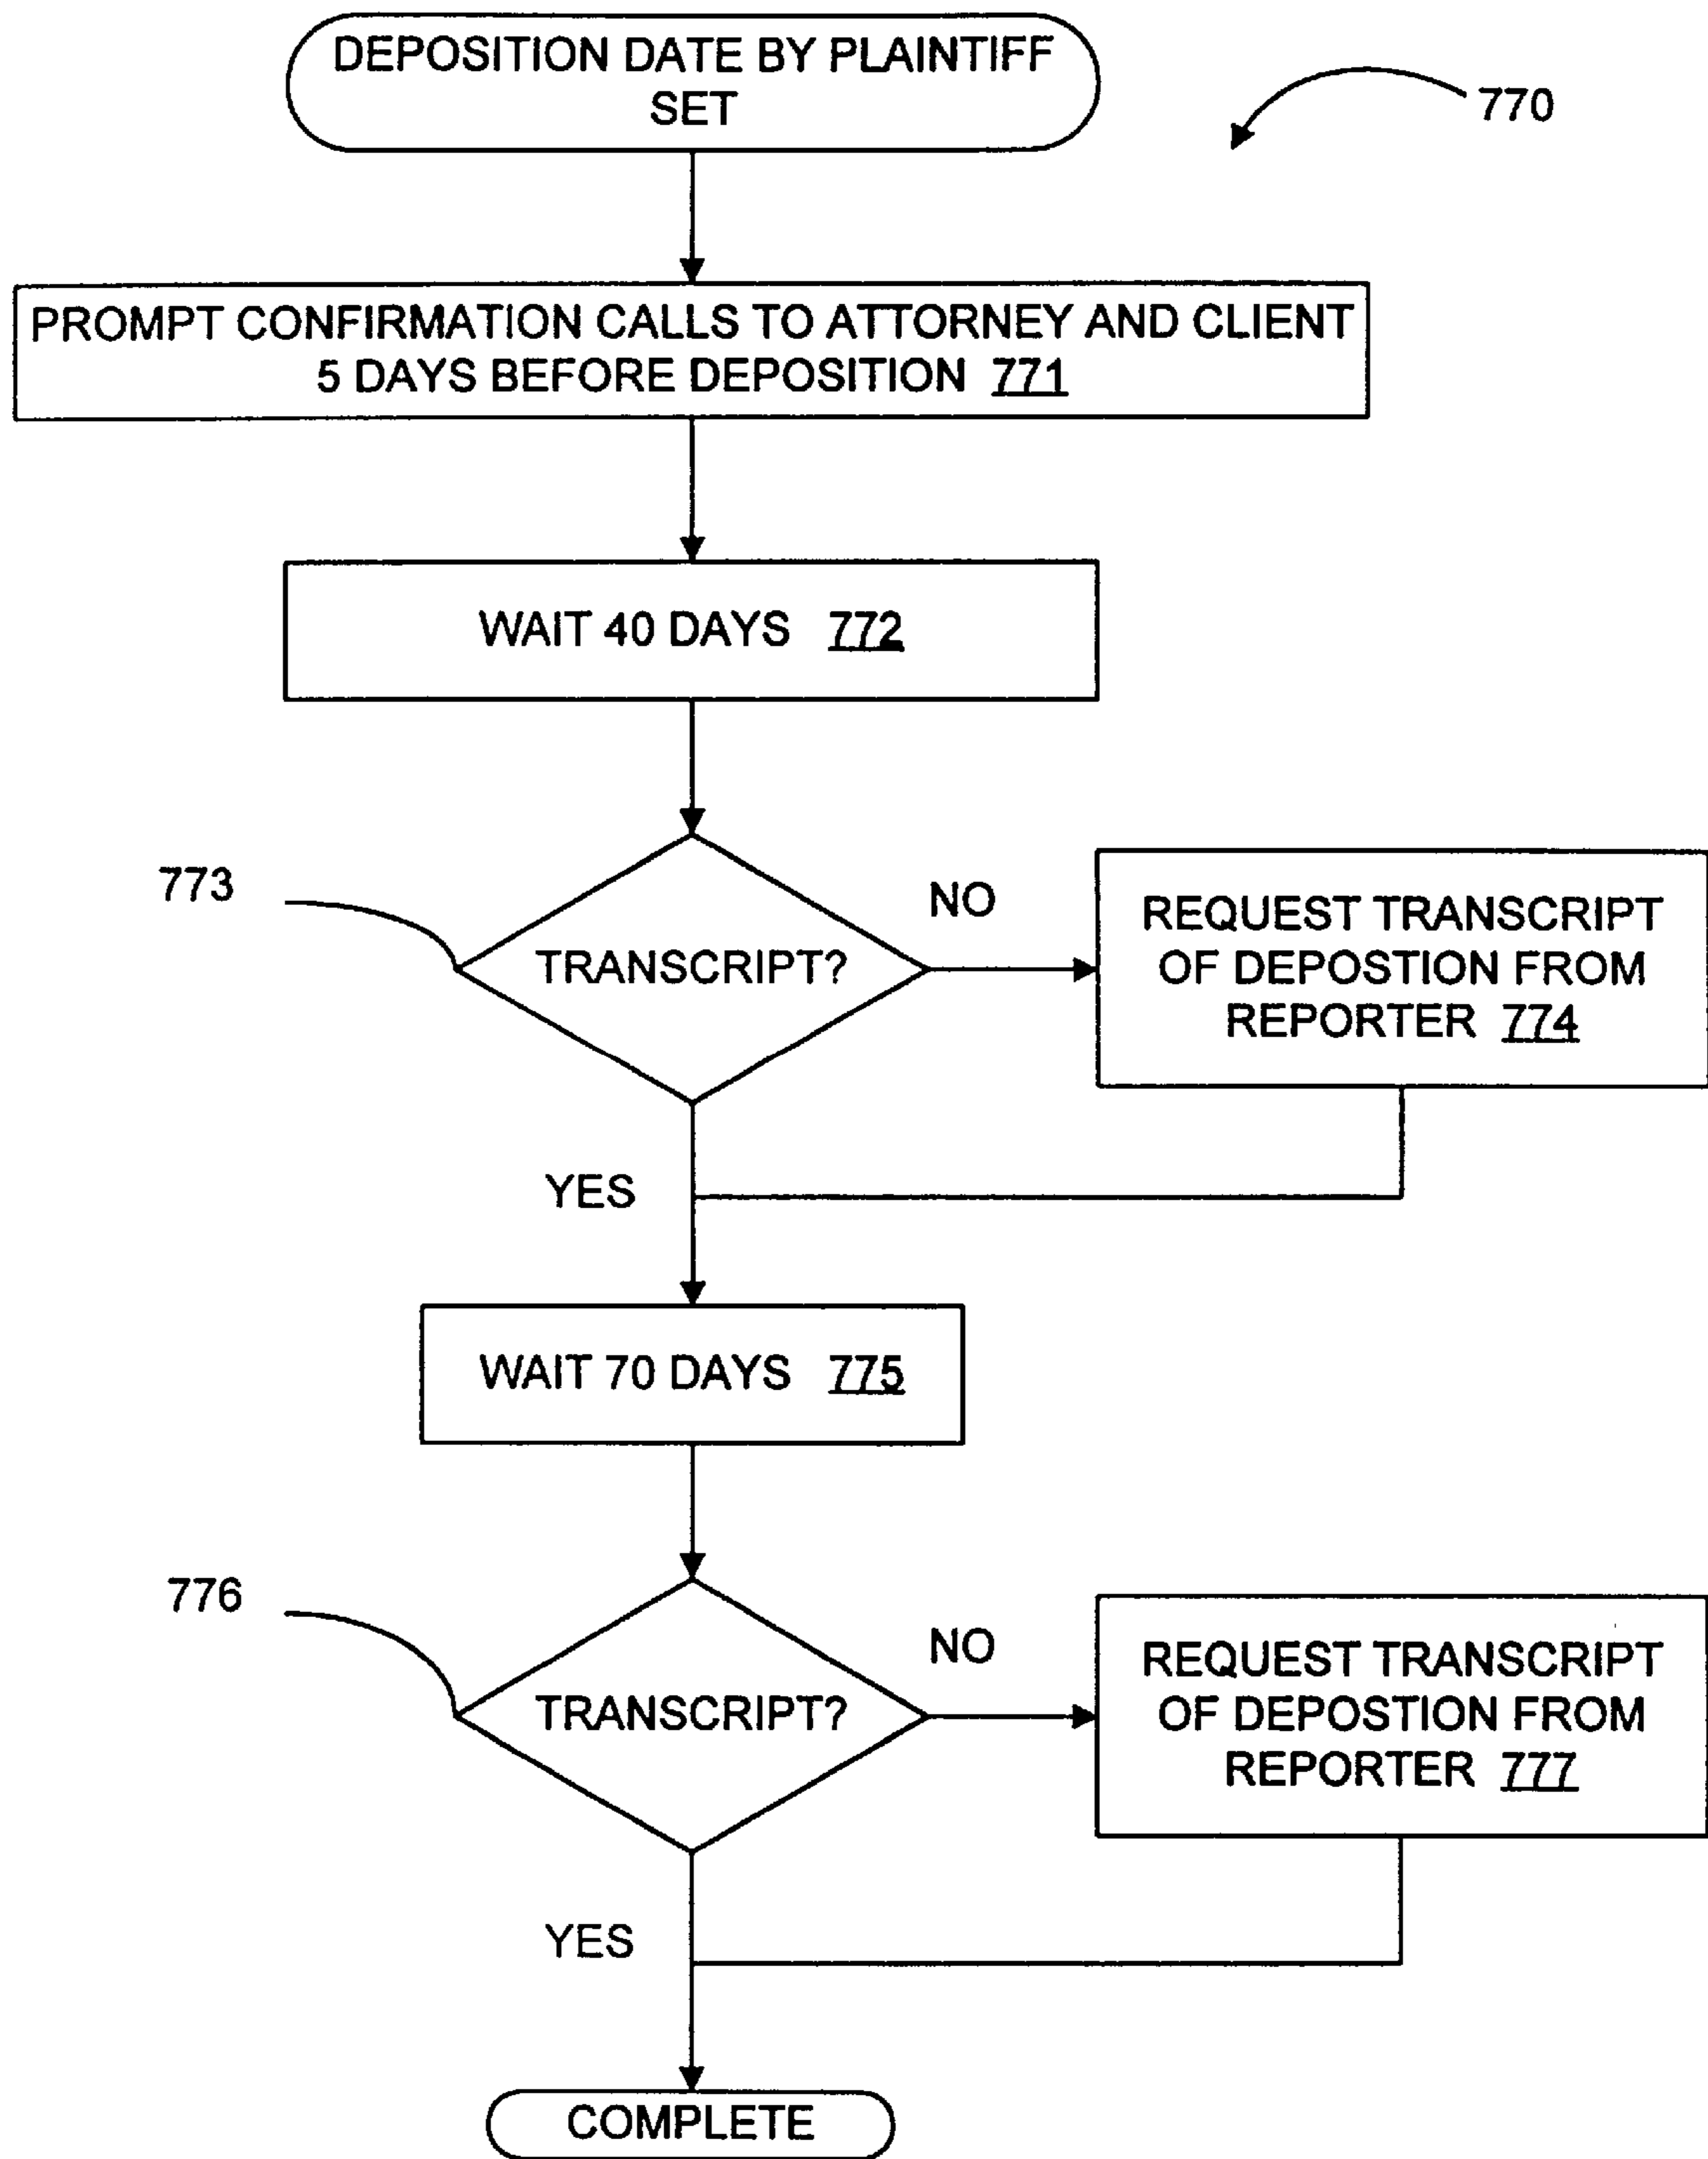 DEPOSITION DATE BY PLAINTIFF
SET
770
PROMPT CONFIRMATION CALLS TO ATTORNEY AND CLIENT
5 DAYS BEFORE DEPOSITION 771
WAIT 40 DAYS 772
773
TRANSCRIPT?
NO
REQUEST TRANSCRIPT
OF DEPOSTION FROM
REPORTER 774
YES
WAIT 70 DAYS 775
776
TRANSCRIPT?
NO
REQUEST TRANSCRIPT
OF DEPOSTION FROM
REPORTER 777
YES
COMPLETE